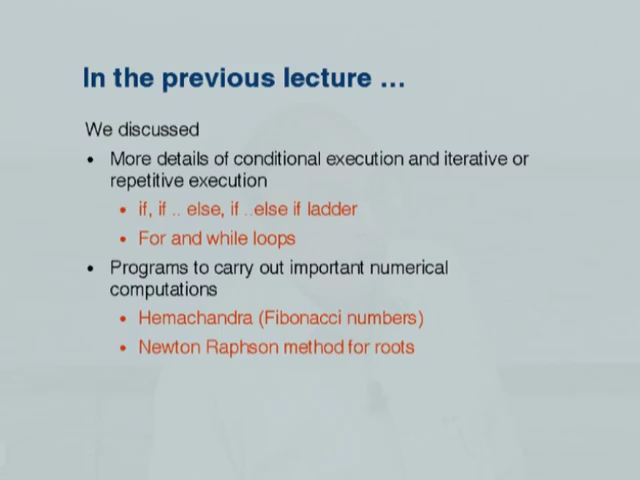 In the previous lecture ...
We discussed
• More details of conditional execution and iterative or
repetitive execution
• if, if .. else, if ..else if ladder
• For and while loops
• Programs to carry out important numerical
computations
• Hemachandra (Fibonacci numbers)
• Newton Raphson method for roots